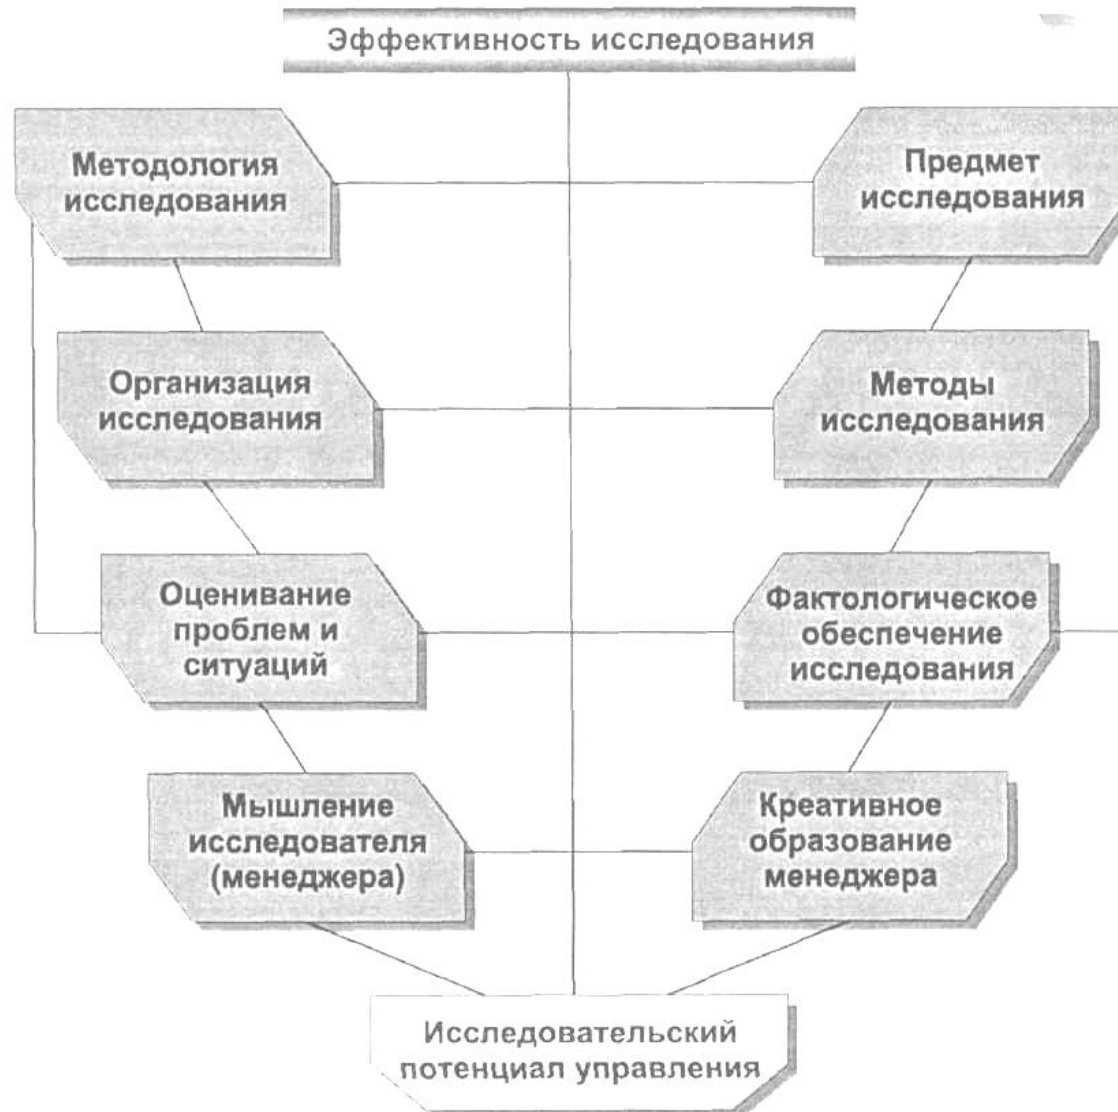 Эффективность исследования
Методология
исследования
Предмет
исследования
Организация
исследования
Методы
исследования
Оценивание
проблем и
ситуаций
Фактологическое
обеспечение
исследования
Мышление
исследователя
(менеджера)
Креативное
образование
менеджера
Исследовательский
потенциал управления